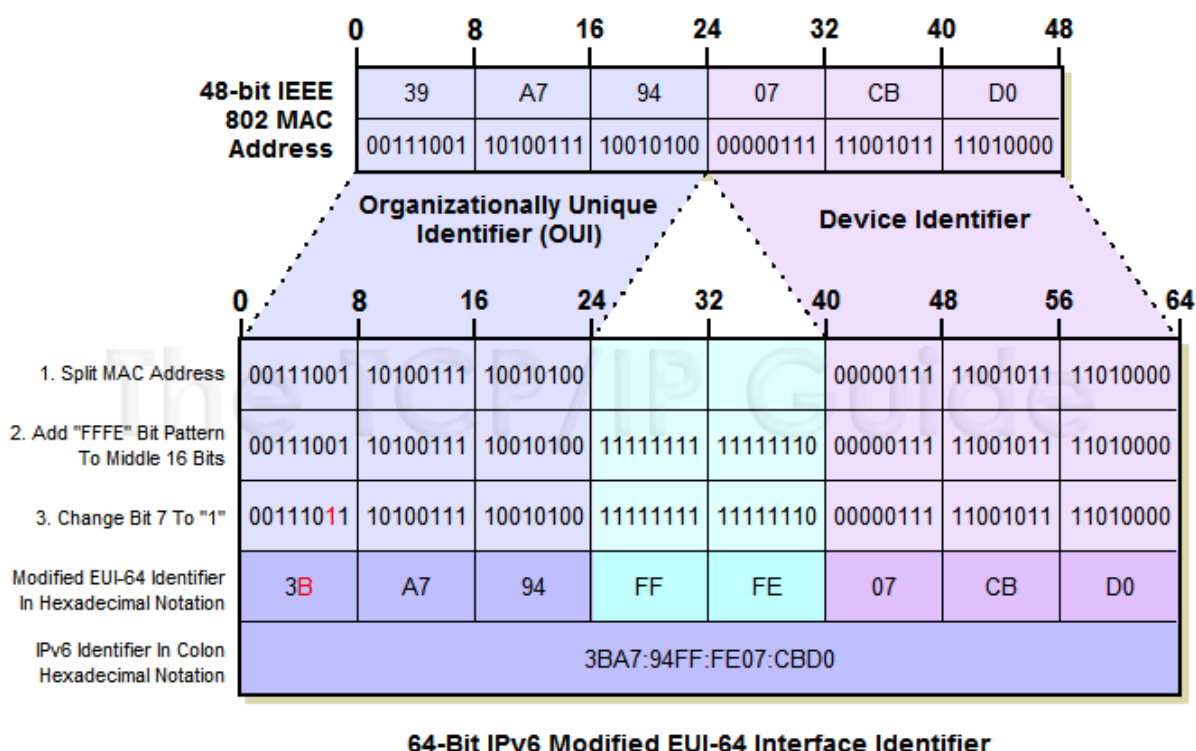 0 8 16 24 32 40 48
48-bit IEEE
802 MAC
Address
39 A7 94 07 CB D0
00111001 10100111 10010100 00000111 11001011 11010000
Organizationally Unique
Identifier (OUI)
Device Identifier
0 8 16 24 32 40 48 56 64
The TCP/IP Guide
1. Split MAC Address
00111001 10100111 10010100 00000111 11001011 11010000
2. Add "FFFE" Bit Pattern
To Middle 16 Bits
00111001 10100111 10010100 11111111 11111110 00000111 11001011 11010000
3. Change Bit 7 To "1"
00111011 10100111 10010100 11111111 11111110 00000111 11001011 11010000
Modified EUI-64 Identifier
In Hexadecimal Notation
3B A7 94 FF FE 07 CB D0
IPv6 Identifier In Colon
Hexadecimal Notation
3BA7:94FF:FE07:CBD0
64-Bit IPv6 Modified EUI-64 Interface Identifier